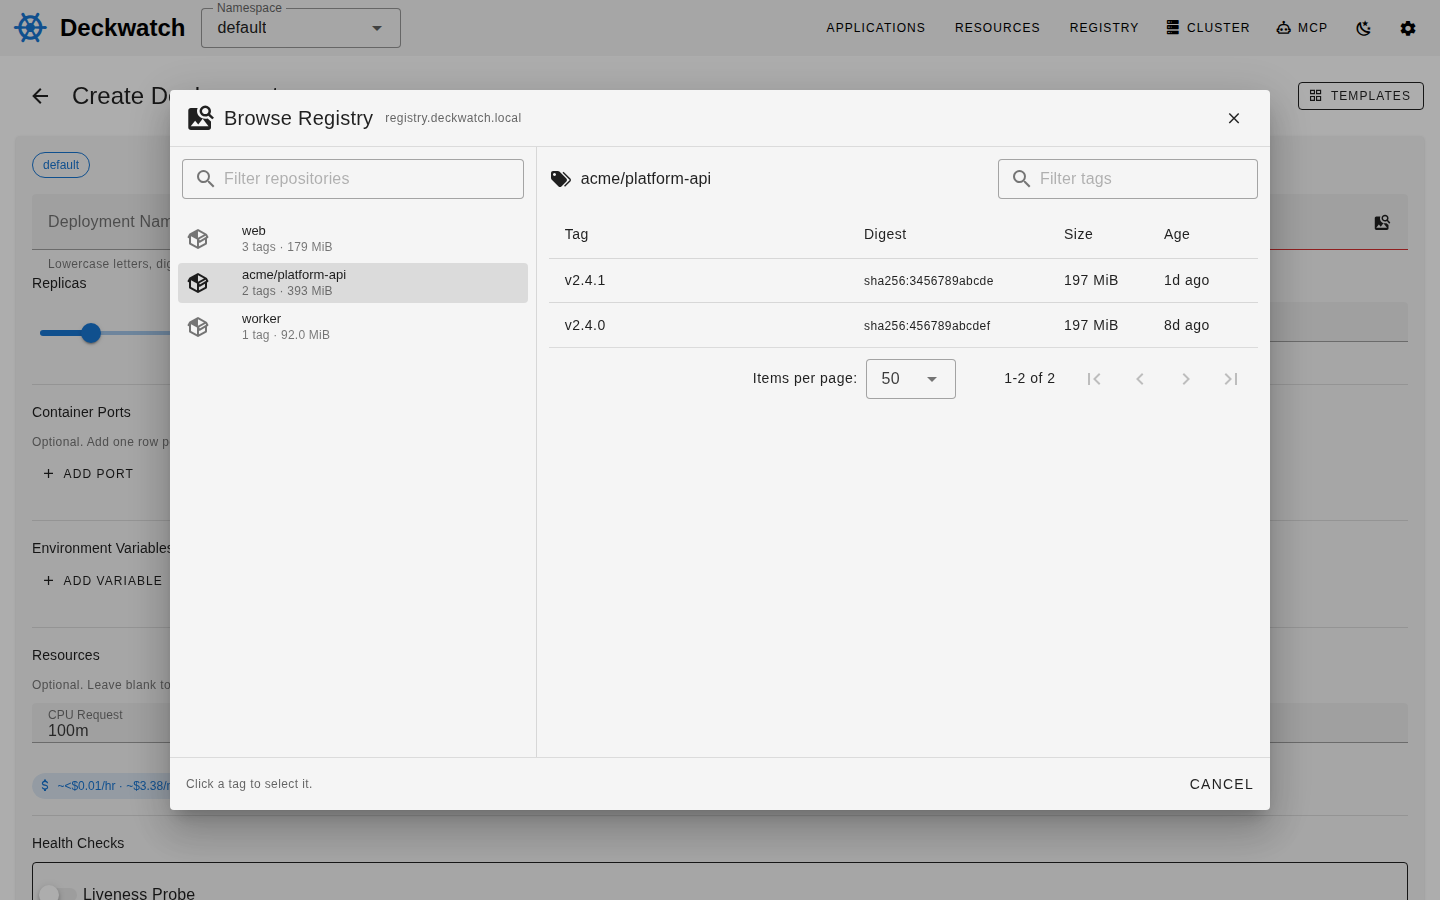 Deckwatch
Namespace
default
APPLICATIONS
RESOURCES
REGISTRY
CLUSTER
MCP
Create
TEMPLATES
default
Deployment
Lowercase letters,
Replicas
Container Ports
Optional. Add one row
ADD PORT
Environment Variables
ADD VARIABLE
Resources
Optional. Leave blank to
CPU Request
100m
~<$0.01/hr · ~$3.38/
Health Checks
Liveness Probe
Browse Registry
registry.deckwatch.local
Filter repositories
web
3 tags · 179 MiB
acme/platform-api
2 tags · 393 MiB
worker
1 tag · 92.0 MiB
acme/platform-api
Filter tags
Tag Digest Size Age
v2.4.1 sha256:3456789abcde 197 MiB 1d ago
v2.4.0 sha256:456789abcdef 197 MiB 8d ago
Items per page: 50 1-2 of 2
Click a tag to select it.
CANCEL